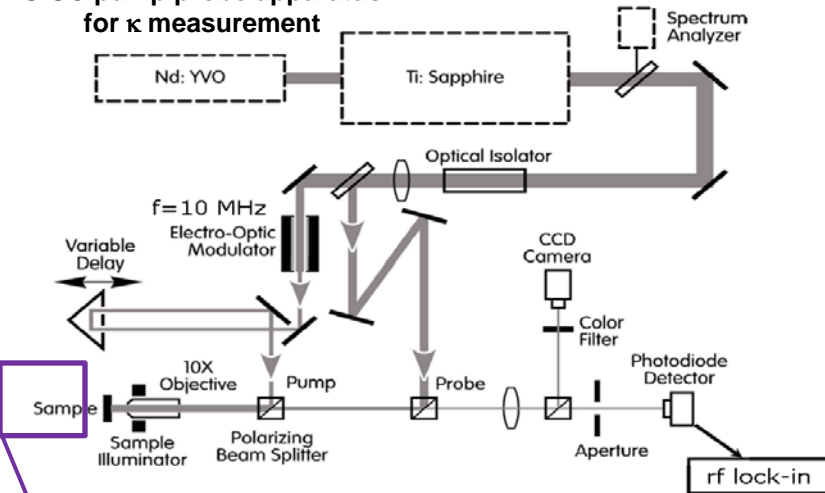 for κ measurement
Spectrum
Analyzer
Nd: YVO
Ti: Sapphire
Optical Isolator
f=10 MHz
Electro-Optic
Modulator
Variable
Delay
CCD
Camera
Color
Filter
Photodiode
Detector
10X
Objective
Pump
Probe
Sample
Sample
Illuminator
Polarizing
Beam Splitter
Aperture
rf lock-in